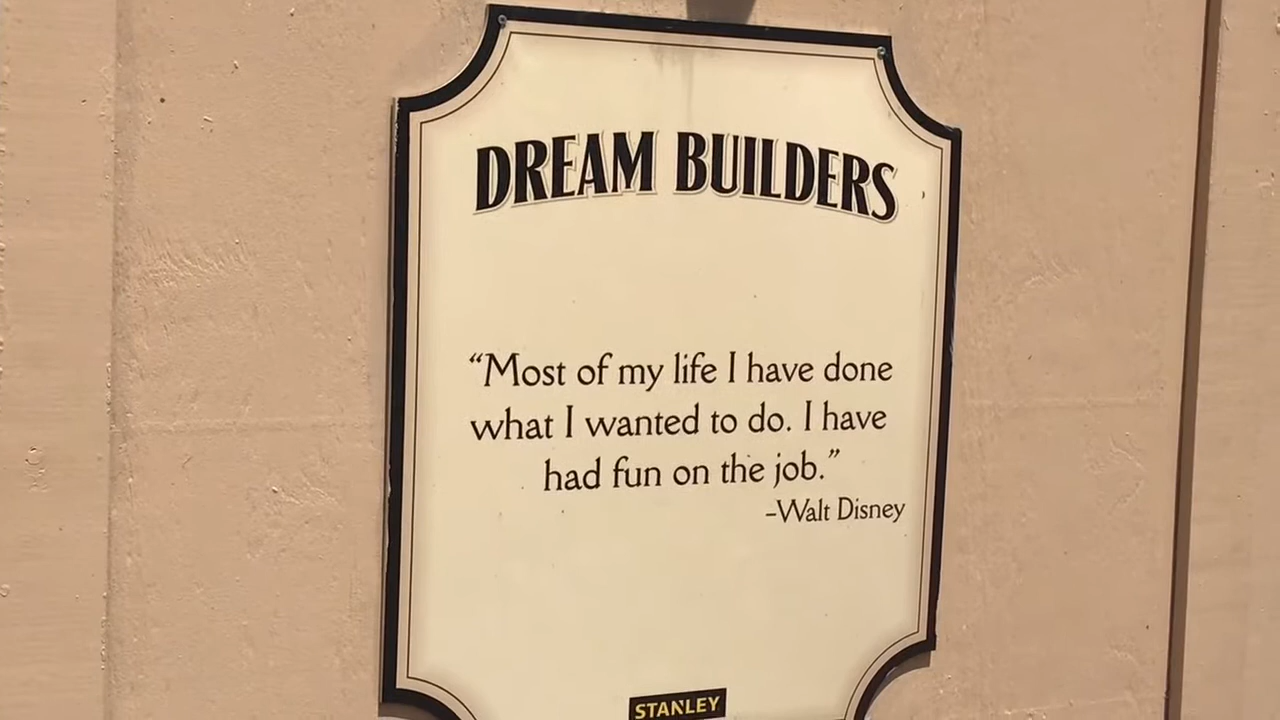 DREAM BUILDERS
“Most of my life I have done
what I wanted to do. I have
had fun on the job.”
–Walt Disney
STANLEY